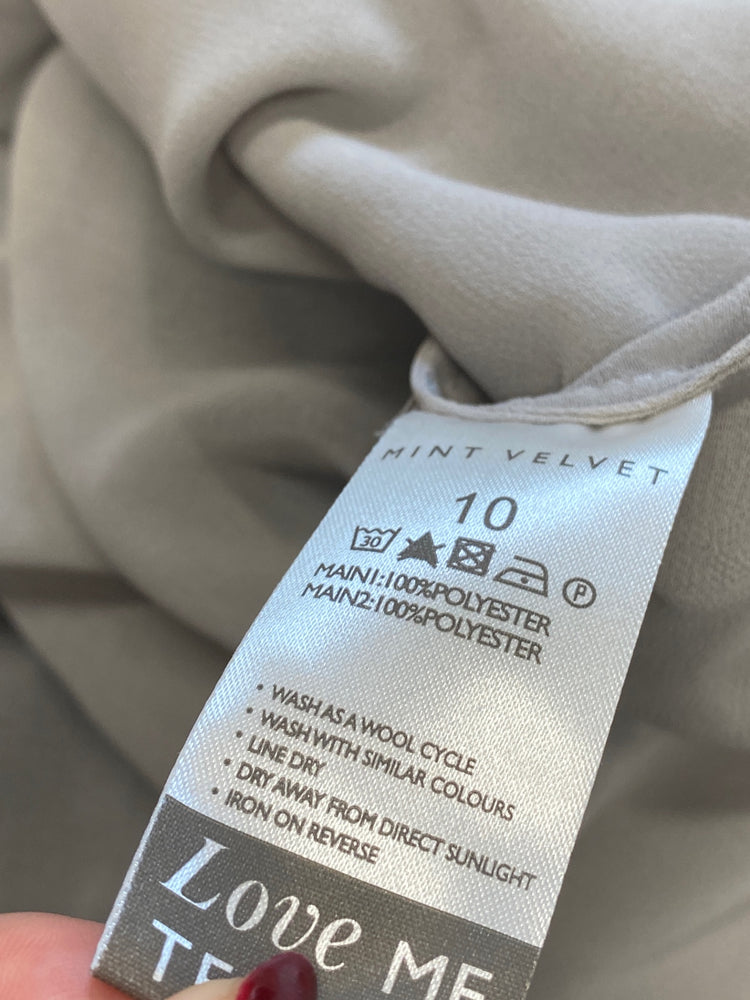 MINT VELVET
10
30
P
MAIN1:100%POLYESTER
MAIN2:100%POLYESTER
• WASH AS A WOOL CYCLE
• WASH WITH SIMILAR COLOURS
• LINE DRY
• DRY AWAY FROM DIRECT SUNLIGHT
• IRON ON REVERSE
Love ME